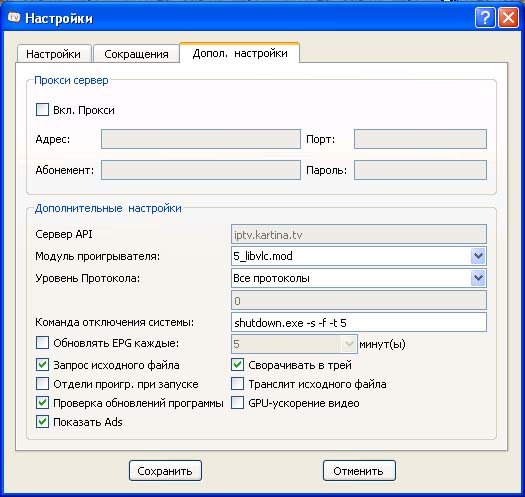 TV Настройки ?
Настройки Сокращения Допол. настройки
Прокси сервер
Вкл. Прокси
Адрес: Порт:
Абонемент: Пароль:
Дополнительные настройки
Сервер API iptv.kartina.tv
Модуль проигрывателя: 5_libvlc.mod
Уровень Протокола: Все протоколы
0
Команда отключения системы: shutdown.exe -s -f -t 5
Обновлять EPG каждые: 5 минут(ы)
Запрос исходного файла Сворачивать в трей
Отдели проигр. при запуске Транслит исходного файла
Проверка обновлений программы GPU-ускорение видео
Показать Ads
Сохранить Отменить